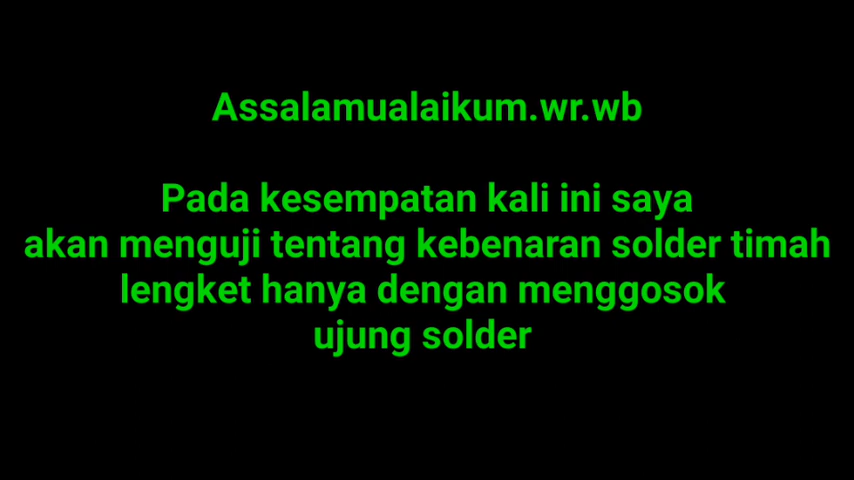 Assalamualaikum.wr.wb
Pada kesempatan kali ini saya
akan menguji tentang kebenaran solder timah
lengket hanya dengan menggosok
ujung solder